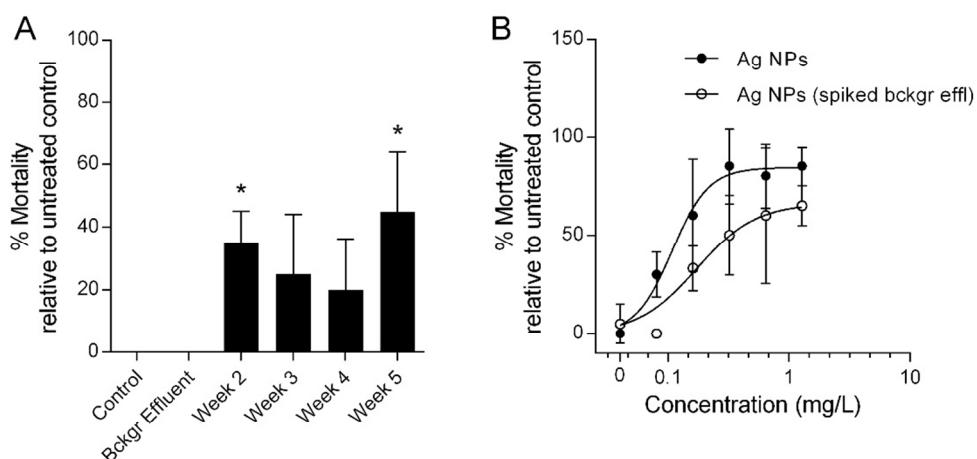 A
% Mortality
relative to untreated control
100
80
60
40
20
0
*
*
Control
Bckgr Effluent
Week 2
Week 3
Week 4
Week 5
B
% Mortality
relative to untreated control
150
100
50
0
Ag NPs
Ag NPs (spiked bckgr effl)
0
0.1
1
10
Concentration (mg/L)